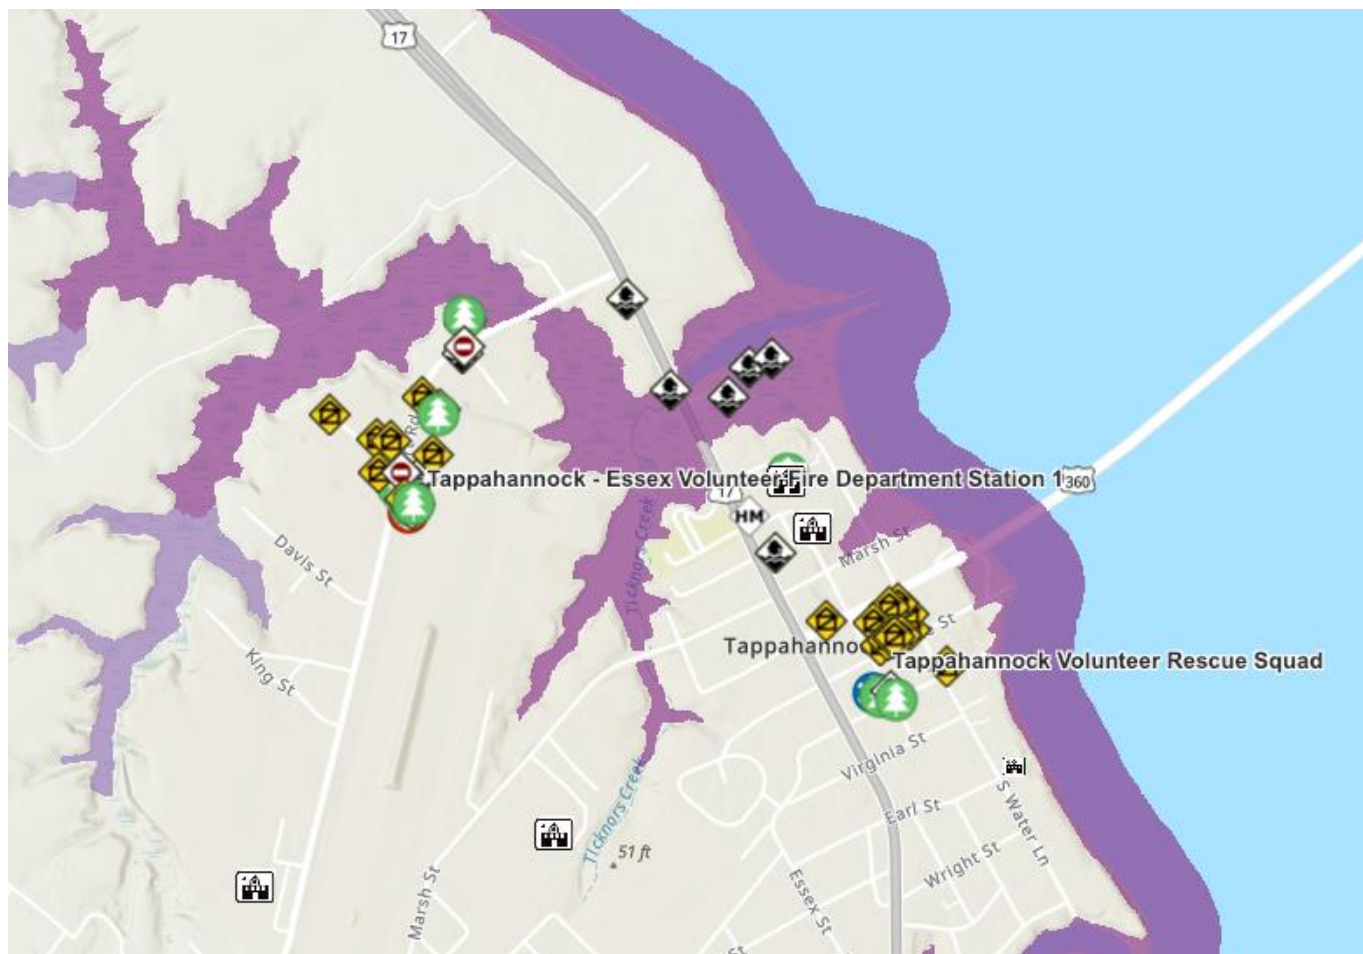 17
Tappahannock - Essex Volunteer Fire Department Station 1
360
17
HM
Ticknors Creek
Marsh St
Davis St
Tappahannock Volunteer Rescue Squad
King St
Virginia St
Earl St
S Water Ln
Ticknors Creek
51 ft
Wright St
Marsh St
Essex St
St